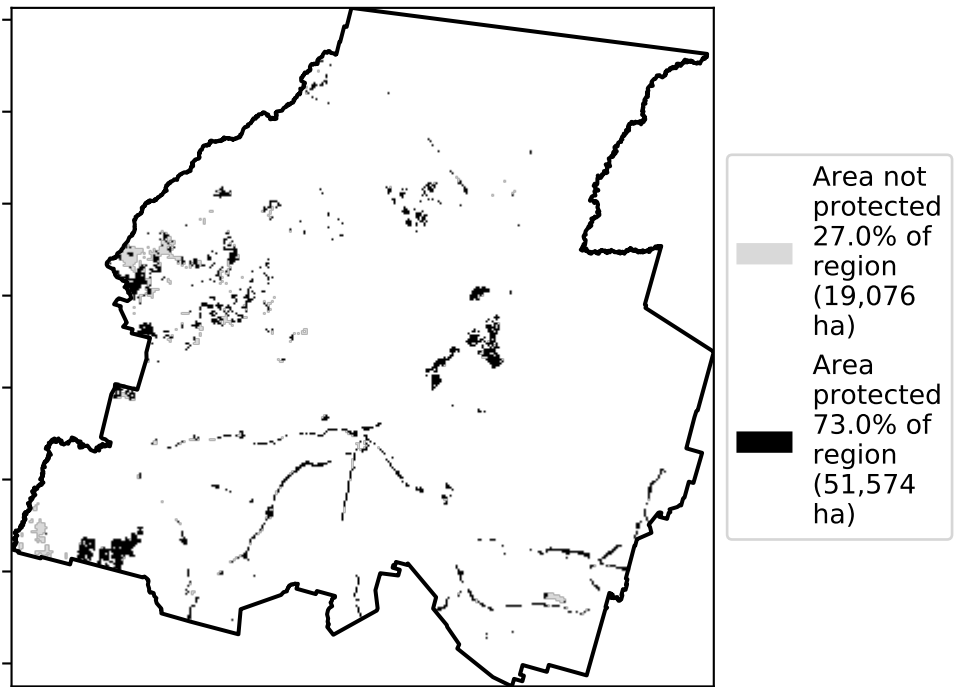 Area not
protected
27.0% of
region
(19,076
ha)
Area
protected
73.0% of
region
(51,574
ha)